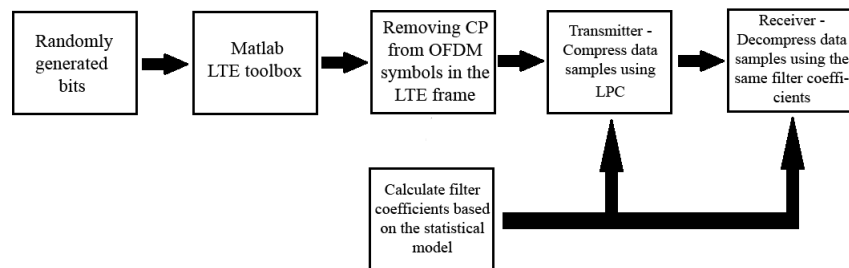 Randomly
generated
bits
Matlab
LTE toolbox
Removing CP
from OFDM
symbols in the
LTE frame
Transmitter -
Compress data
samples using
LPC
Receiver -
Decompress data
samples using the
same filter coeffi-
cients
Calculate filter
coefficients based
on the statistical
model